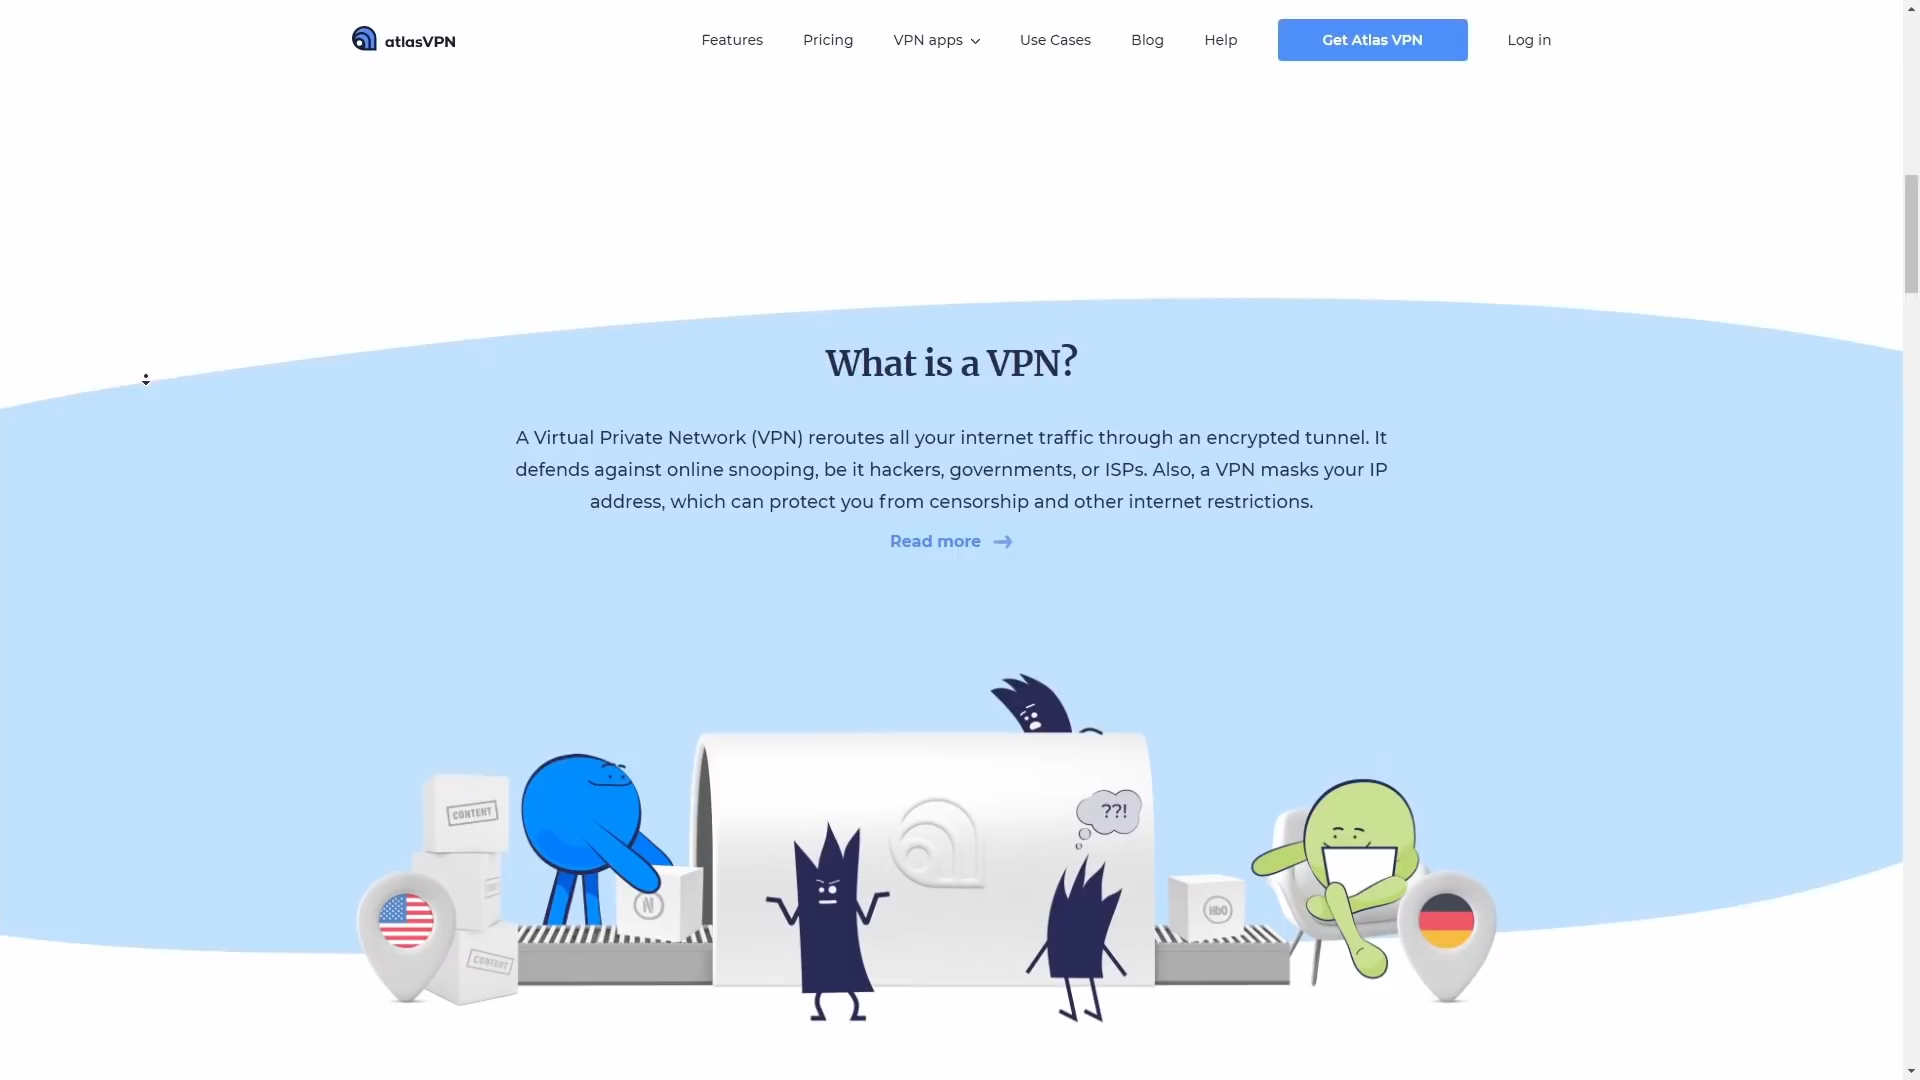 atlasVPN
Features
Pricing
VPN apps
Use Cases
Blog
Help
Get Atlas VPN
Log in
What is a VPN?
A Virtual Private Network (VPN) reroutes all your internet traffic through an encrypted tunnel. It
defends against online snooping, be it hackers, governments, or ISPs. Also, a VPN masks your IP
address, which can protect you from censorship and other internet restrictions.
Read more
??!
CONTENT
N
HBO
CONTENT